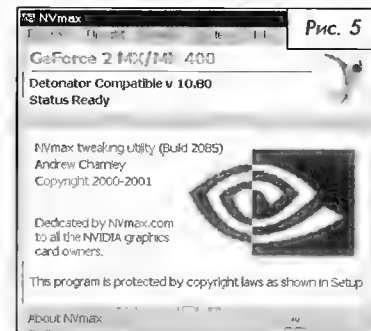 NVmax
Рис. 5
GeForce 2 MX/MX 400
Detonator Compatible v 10.80
Status Ready
NVmax tweaking utility (Build 2085)
Andrew Charnley
Copyright 2000-2001
Dedicated by NVmax.com
to all the NVIDIA graphics
card owners.
This program is protected by copyright laws as shown in Setup
About NVmax